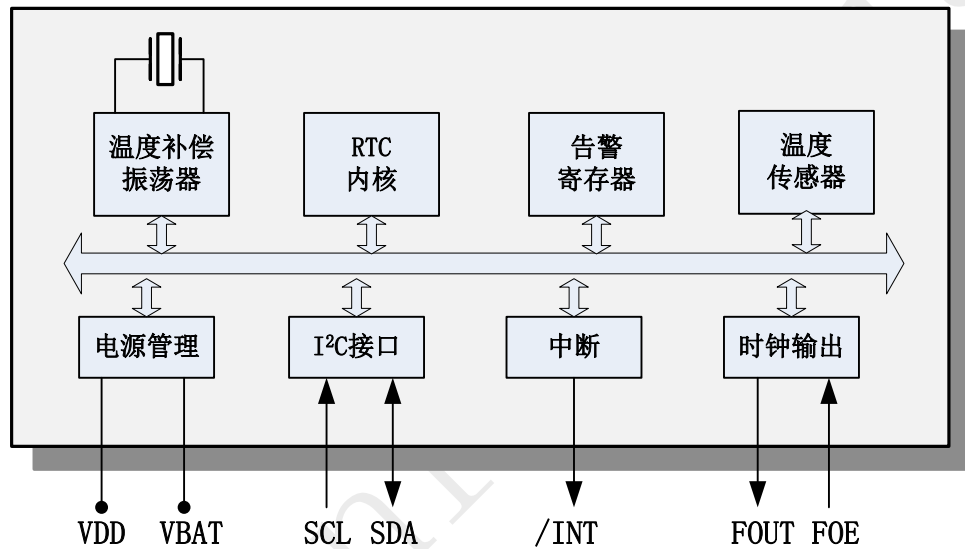 温度补偿
振荡器
RTC
内核
告警
寄存器
温度
传感器
电源管理
I²C接口
中断
时钟输出
VDD
VBAT
SCL
SDA
/INT
FOUT
FOE